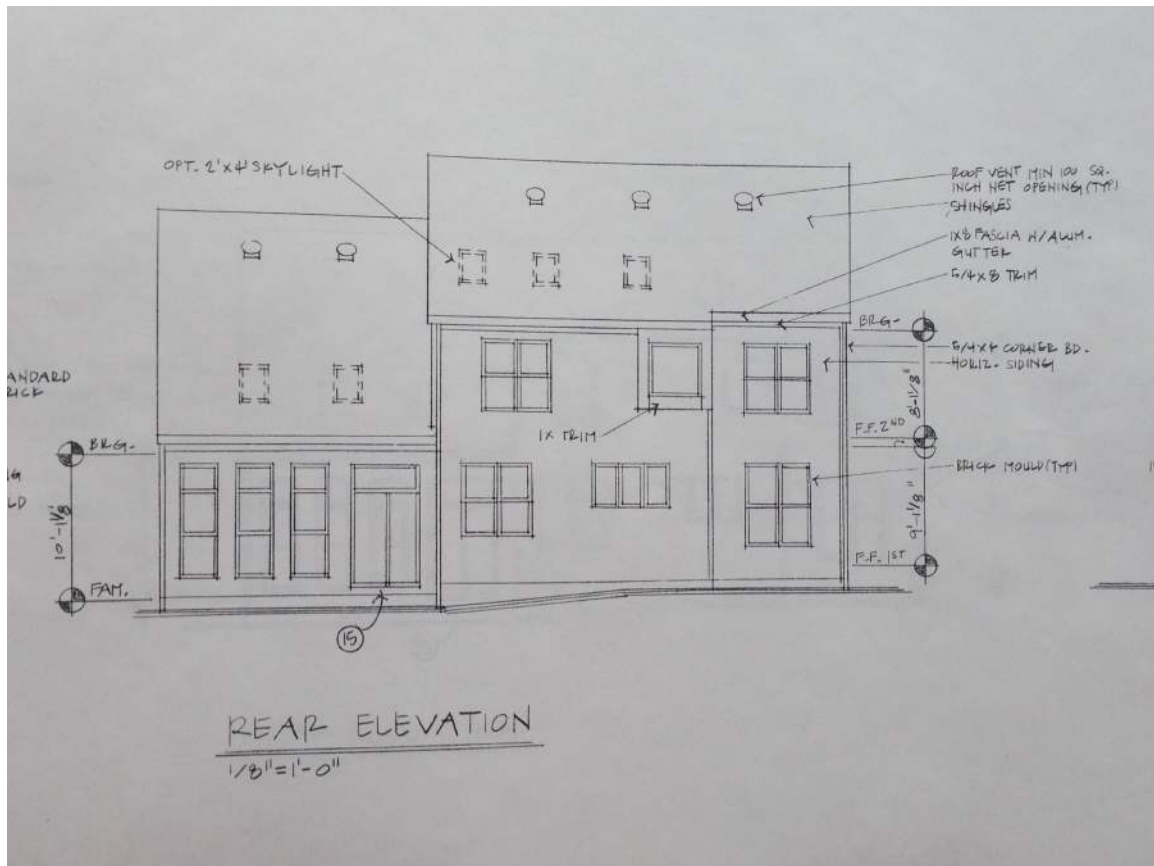 OPT. 2'X4' SKYLIGHT
ROOF VENT MIN 100 SQ.
INCH NET OPENING (TYP)
SHINGLES
1X8 FASCIA W/ALUM.
GUTTER
5/4X8 TRIM
BRG.
5/4X4 CORNER BD.
HORIZ. SIDING
8'-1 1/8"
ANDARD
RICK
1X TRIM
F.F. 2ND
BRG.
NG
LD
BRICK MOULD (TYP)
10'-1 1/8"
9'-1 1/8"
F.F. 1ST
FAM.
15
REAR ELEVATION
1/8"=1'-0"